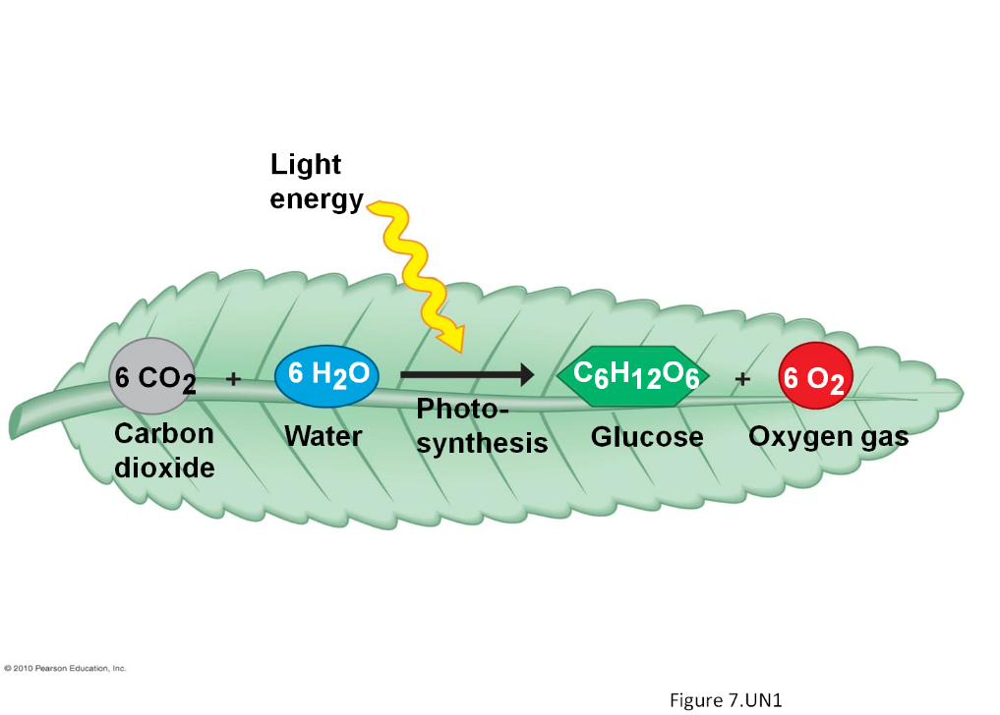 Light
energy
6 CO2 + 6 H2O C6H12O6 + 6 O2
Carbon
dioxide
Water
Photo-
synthesis
Glucose
Oxygen gas
© 2010 Pearson Education, Inc.
Figure 7.UN1